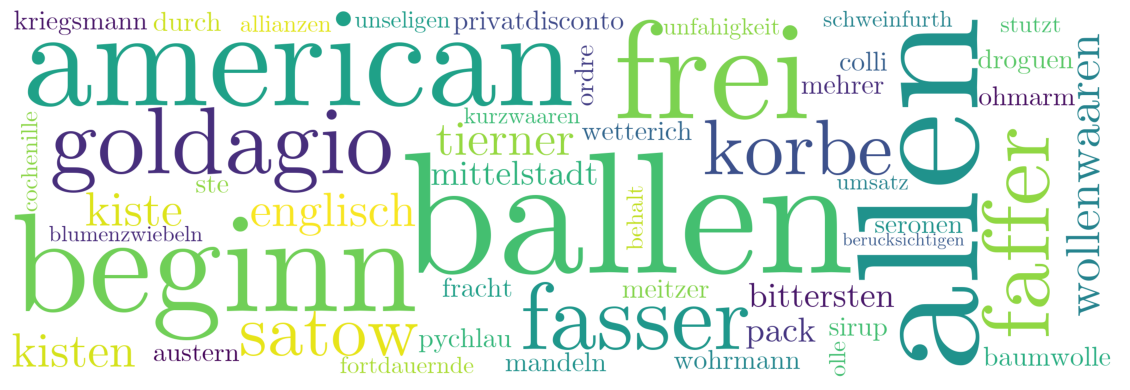 kriegsmann
durch
allianzen
unseligen
privatdisconto
american
ordre
frei
unfahigkeit
schweinfurth
stutzt
colli
mehrer
droguen
ohmarm
allen
wollenwaaren
goldagio
kurzwaaren
tierner
wetterich
korbe
cochenille
ste
mittelstadt
umsatz
faffer
kiste
englisch
ballen
behalt
seronen
berucksichtigen
blumenzwiebeln
beginn
fracht
meitzer
bittersten
fasser
satow
pychlau
pack
sirup
kisten
austern
fortdauernde
mandeln
wohrmann
olle
baumwolle